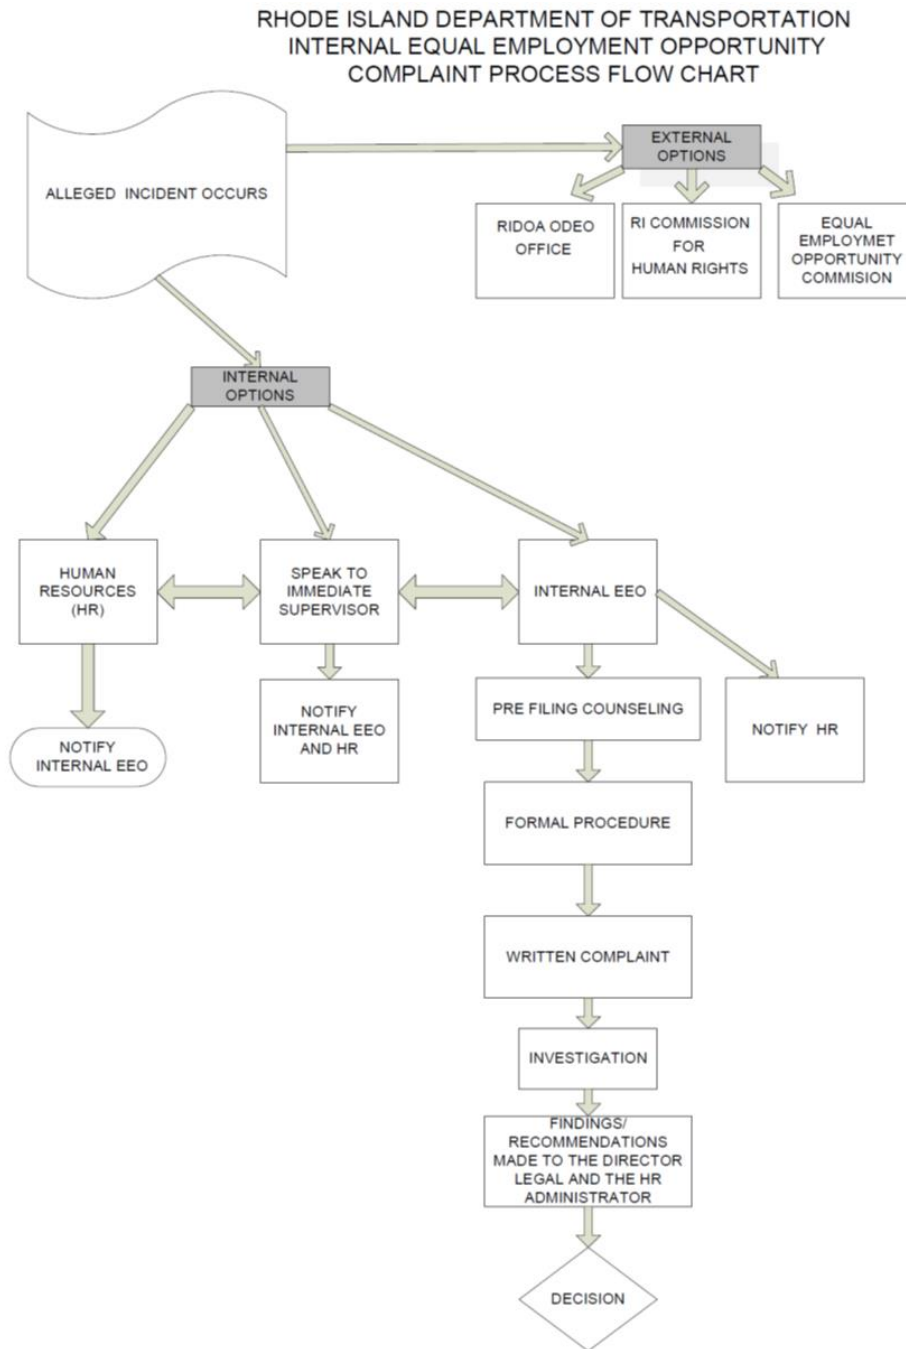 RHODE ISLAND DEPARTMENT OF TRANSPORTATION
INTERNAL EQUAL EMPLOYMENT OPPORTUNITY
COMPLAINT PROCESS FLOW CHART
ALLEGED INCIDENT OCCURS
EXTERNAL
OPTIONS
RIDOA ODEO
OFFICE
RI COMMISSION
FOR
HUMAN RIGHTS
EQUAL
EMPLOYMET
OPPORTUNITY
COMMISION
INTERNAL
OPTIONS
HUMAN
RESOURCES
(HR)
SPEAK TO
IMMEDIATE
SUPERVISOR
INTERNAL EEO
NOTIFY
INTERNAL EEO
NOTIFY
INTERNAL EEO
AND HR
PRE FILING COUNSELING
NOTIFY HR
FORMAL PROCEDURE
WRITTEN COMPLAINT
INVESTIGATION
FINDINGS/
RECOMMENDATIONS
MADE TO THE DIRECTOR
LEGAL AND THE HR
ADMINISTRATOR
DECISION